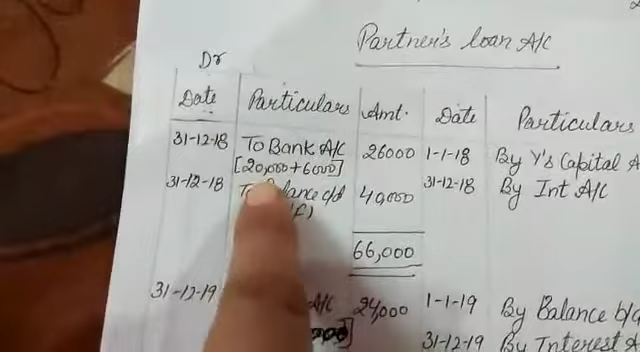 Partner's loan A/C
Dr
Date Particulars Amt. Date Particulars
31-12-18 To Bank A/C 26000 1-1-18 By Y's Capital A
[20,000+6000]
31-12-18 c/d 40,000 31-12-18 By Int A/C
66,000
31-12-19 A/C 24,000 1-1-19 By Balance b/d
31-12-19 By Interest A